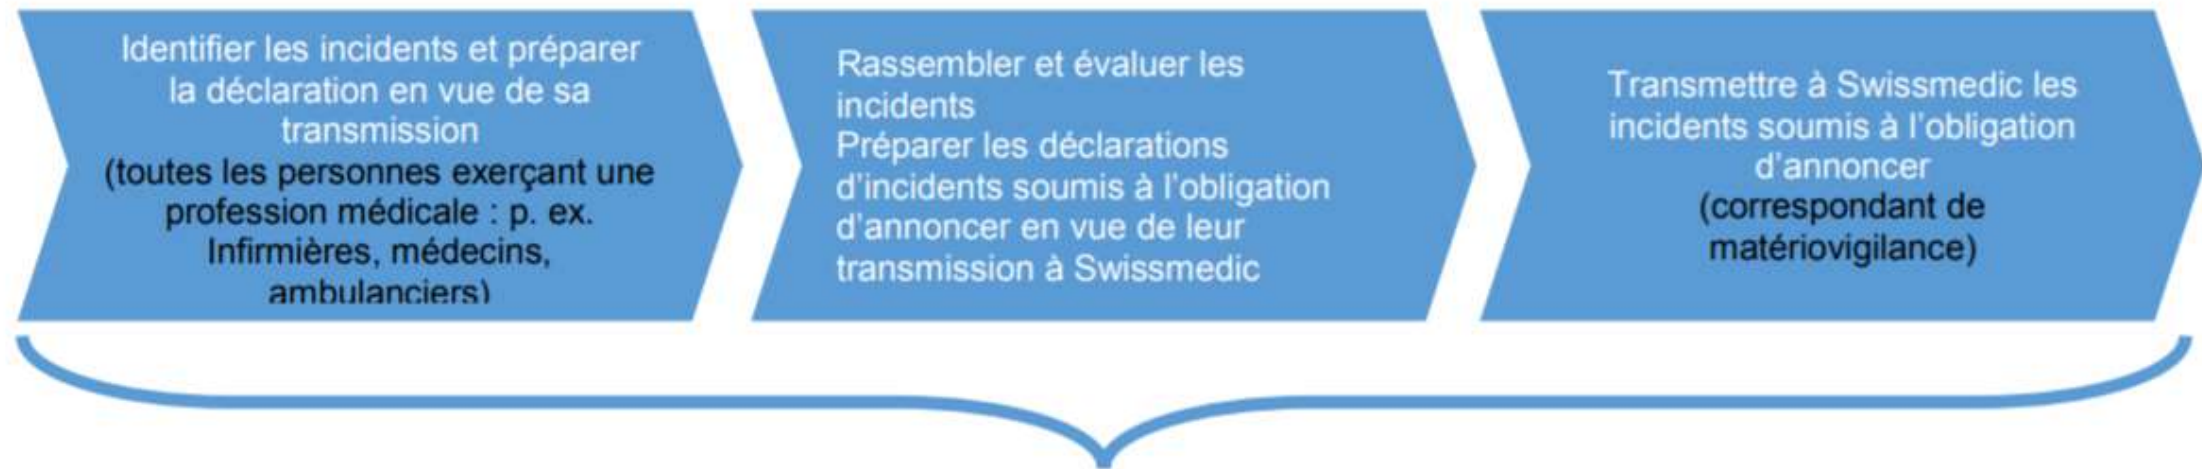 Identifier les incidents et préparer
la déclaration en vue de sa
transmission
(toutes les personnes exerçant une
profession médicale : p. ex.
Infirmières, médecins,
ambulanciers)
Rassembler et évaluer les
incidents
Préparer les déclarations
d'incidents soumis à l'obligation
d'annoncer en vue de leur
transmission à Swissmedic
Transmettre à Swissmedic les
incidents soumis à l'obligation
d'annoncer
(correspondant de
matériovigilance)